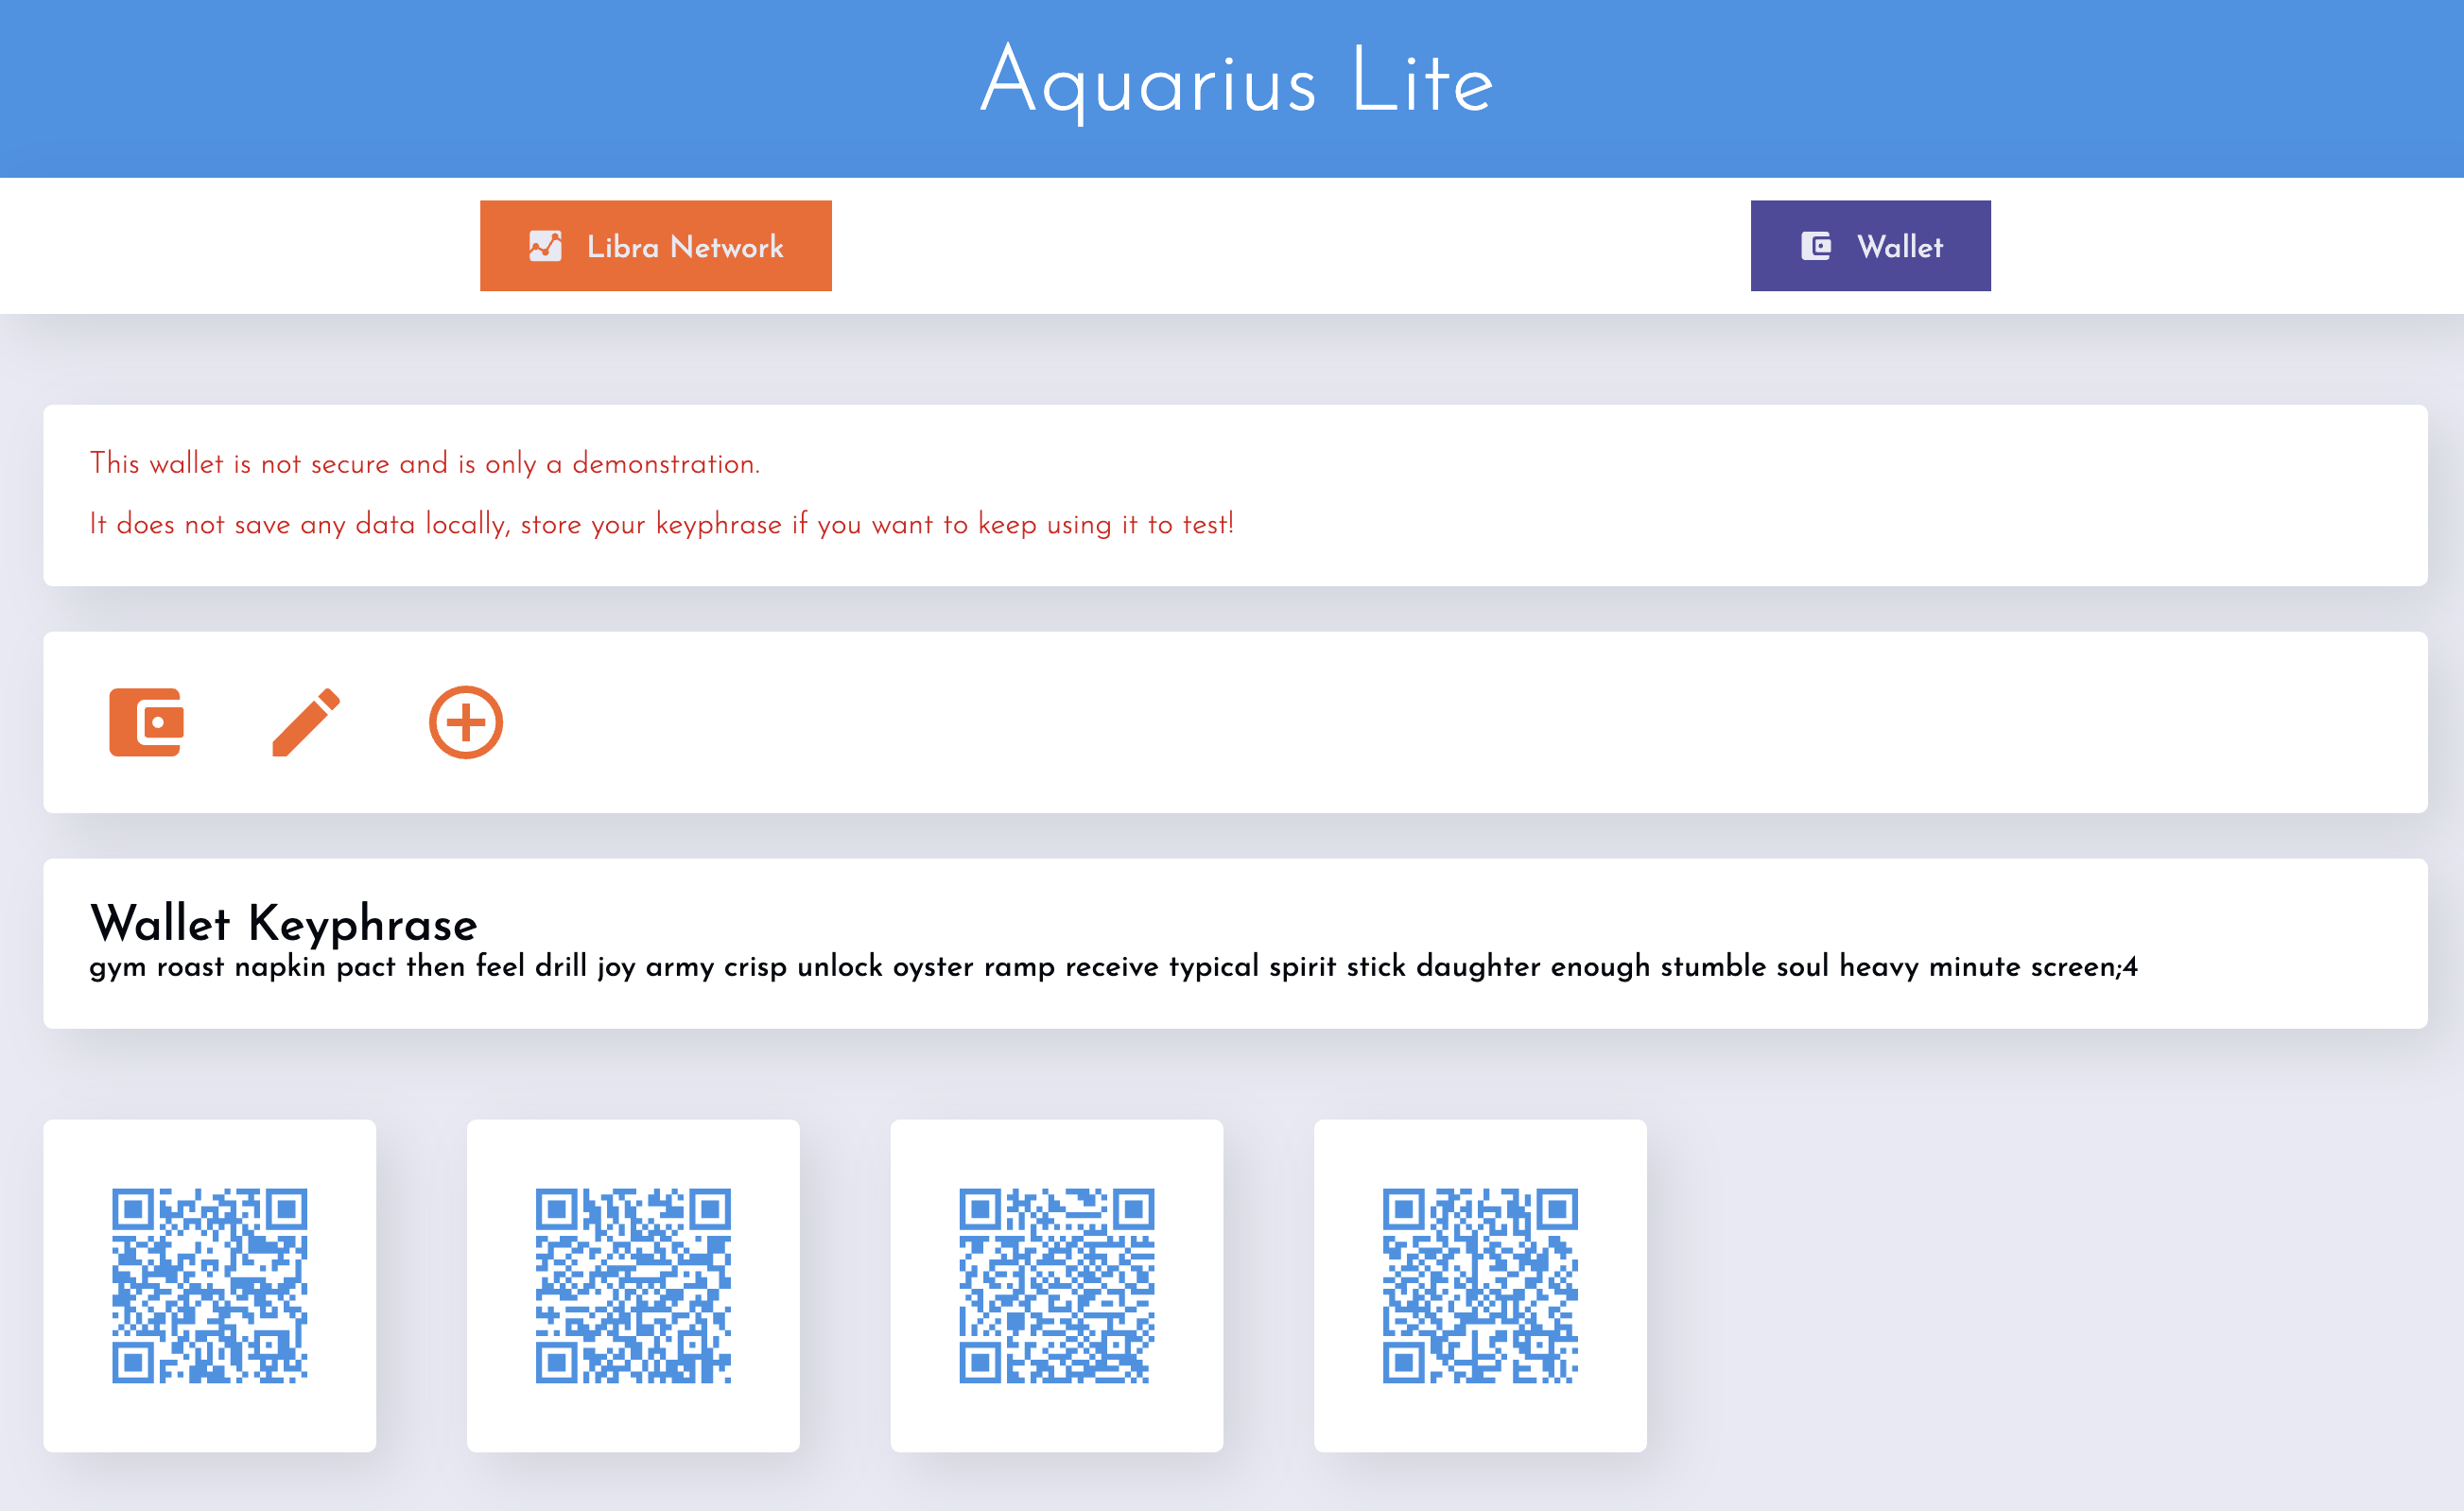 Aquarius Lite
Libra Network
Wallet
This wallet is not secure and is only a demonstration.
It does not save any data locally, store your keyphrase if you want to keep using it to test!
Wallet Keyphrase
gym roast napkin pact then feel drill joy army crisp unlock oyster ramp receive typical spirit stick daughter enough stumble soul heavy minute screen;4